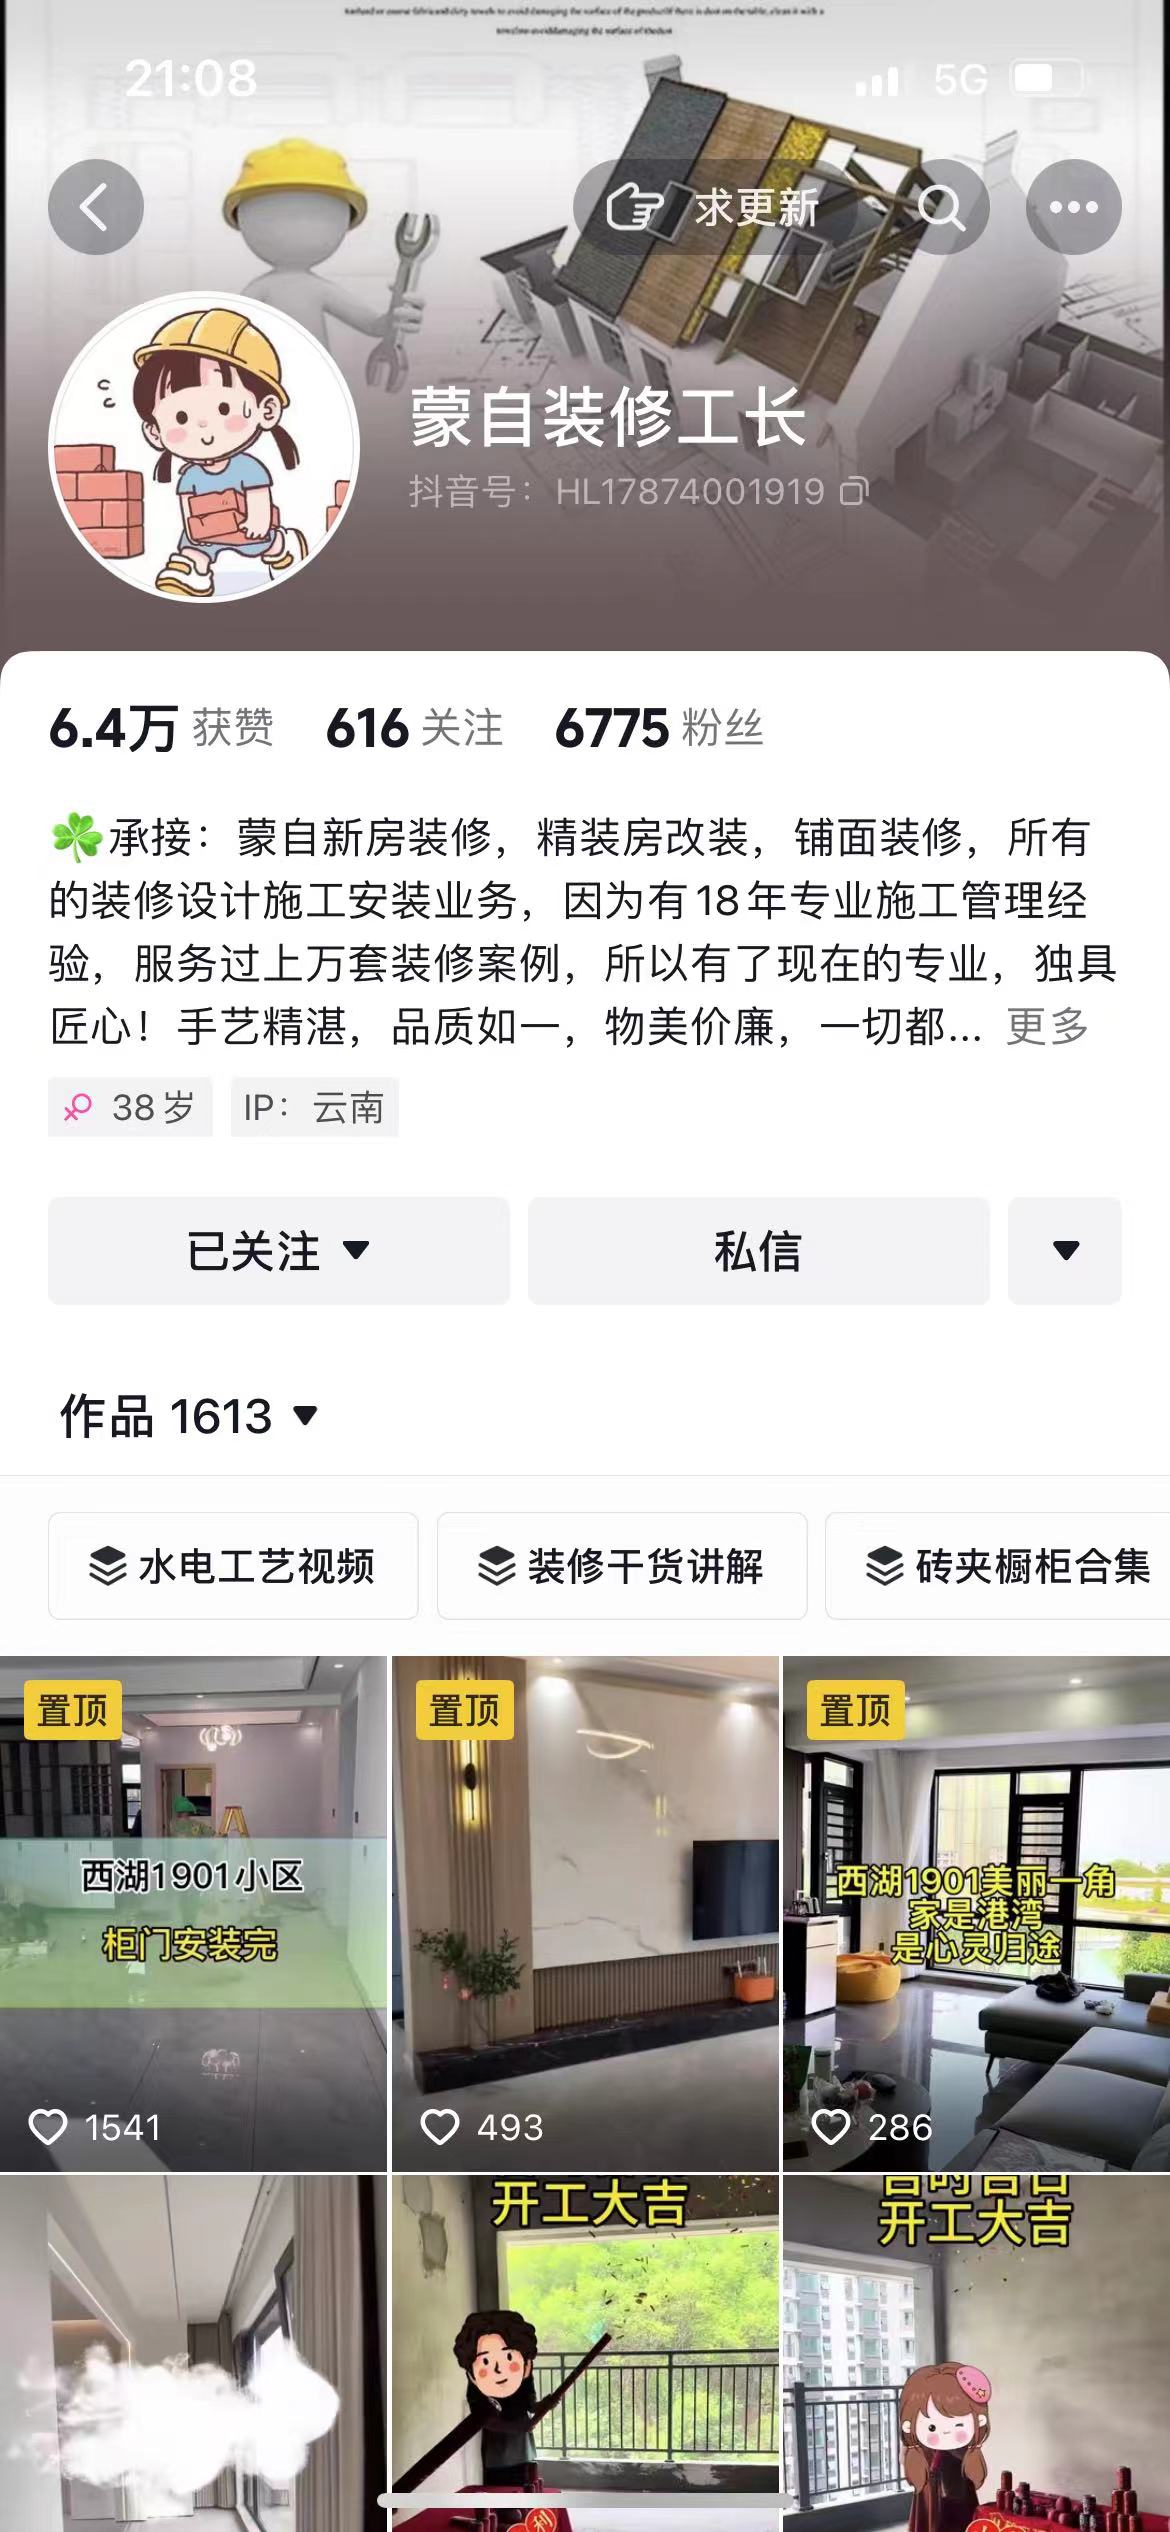 21:08
5G
求更新
蒙自装修工长
抖音号：HL17874001919
6.4万 获赞 616 关注 6775 粉丝
☘️承接：蒙自新房装修，精装房改装，铺面装修，所有
的装修设计施工安装业务，因为有18年专业施工管理经
验，服务过上万套装修案例，所以有了现在的专业，独具
匠心！手艺精湛，品质如一，物美价廉，一切都... 更多
38岁 IP：云南
已关注 私信
作品 1613
水电工艺视频 装修干货讲解 砖夹橱柜合集
置顶
西湖1901小区
柜门安装完
1541
置顶
493
置顶
西湖1901美丽一角
家是港湾
是心灵归途
286
开工大吉
开工大吉